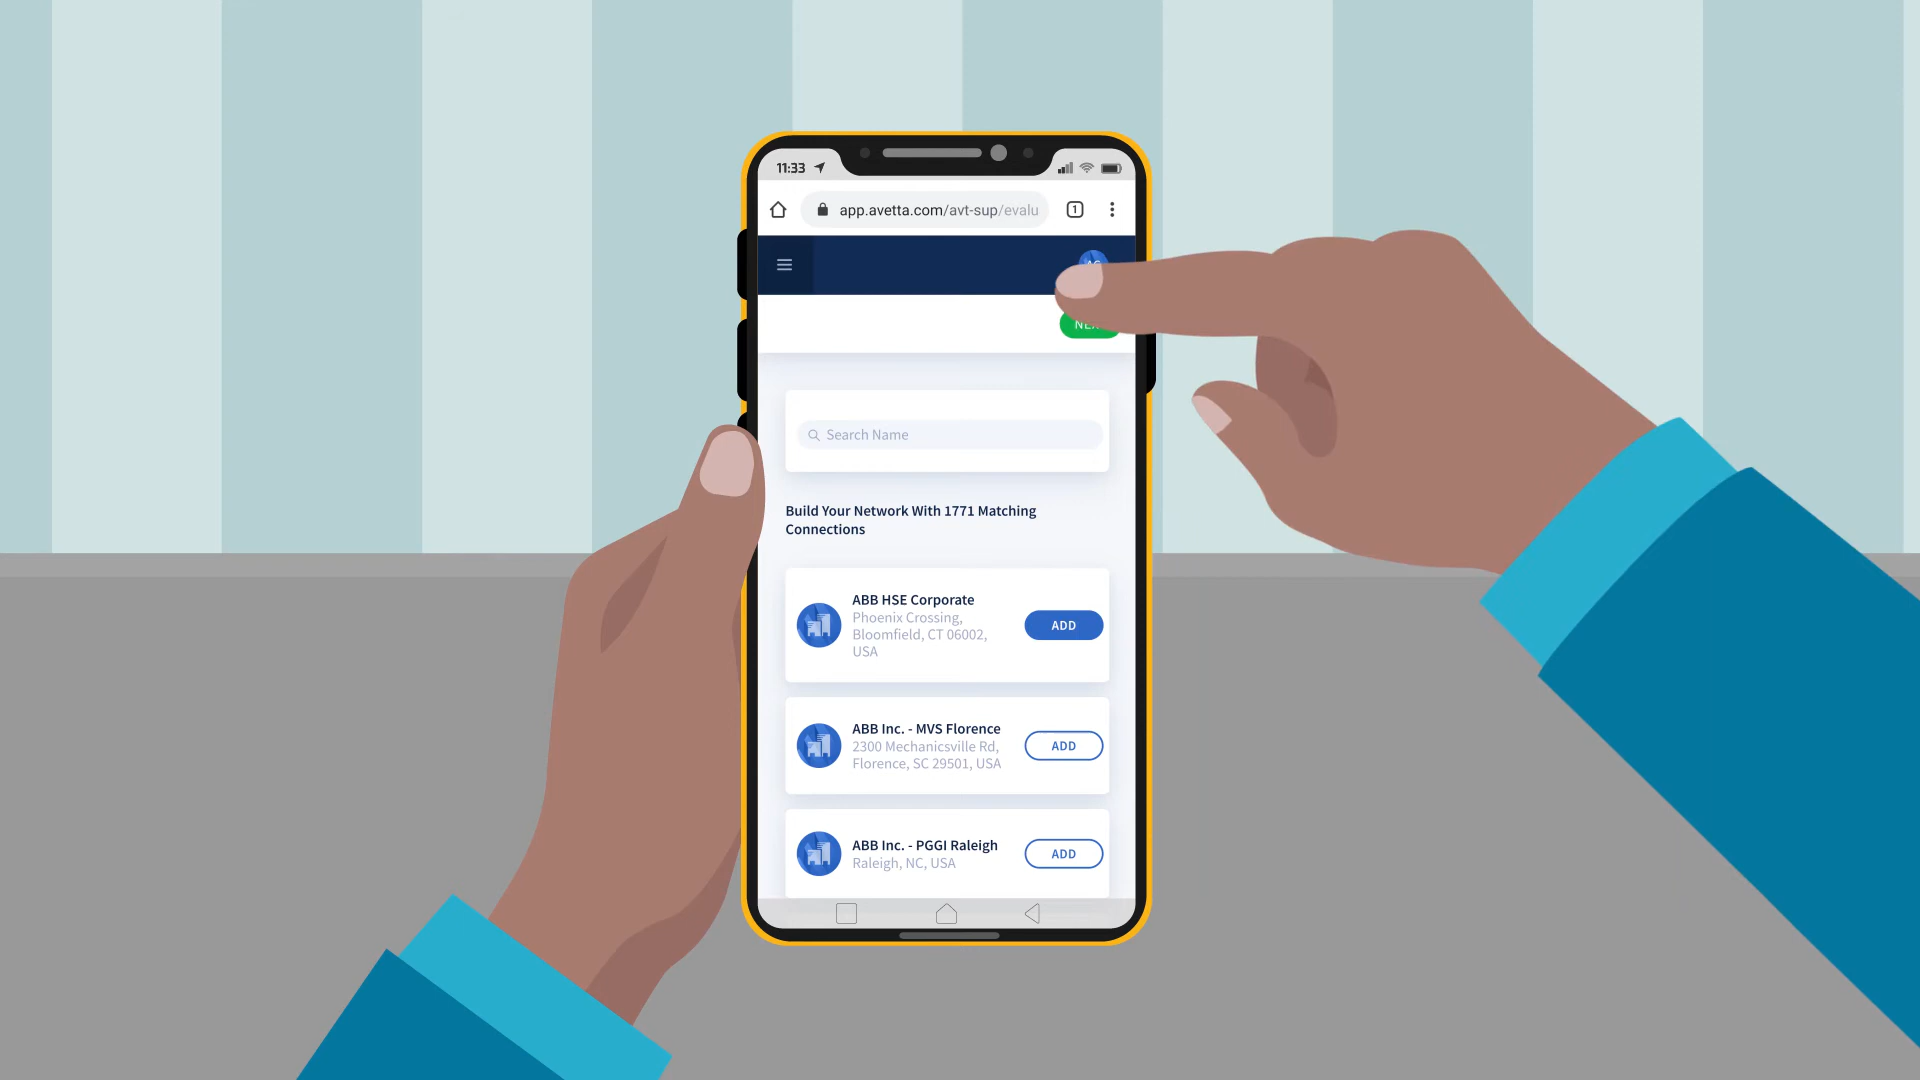 11:33
app.avetta.com/avt-sup/evalu
1
Search Name
Build Your Network With 1771 Matching
Connections
ABB HSE Corporate
Phoenix Crossing,
Bloomfield, CT 06002,
USA
ADD
ABB Inc. - MVS Florence
2300 Mechanicsville Rd,
Florence, SC 29501, USA
ADD
ABB Inc. - PGGI Raleigh
Raleigh, NC, USA
ADD